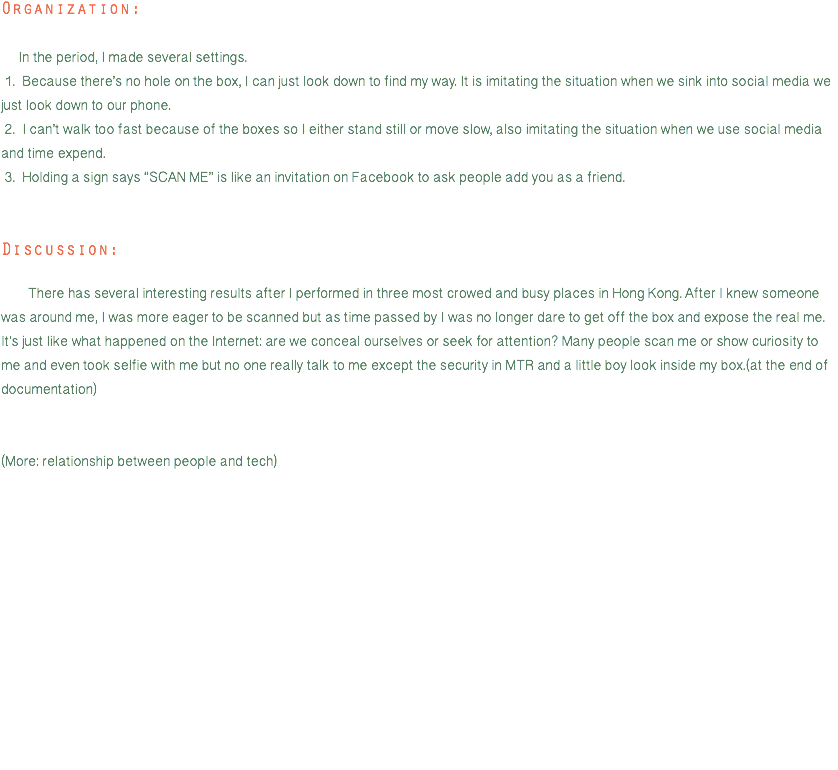 ORGANIZATION:
In the period, I made several settings.
1. Because there's no hole on the box, I can just look down to find my way. It is imitating the situation when we sink into social media we
just look down to our phone.
2. I can't walk too fast because of the boxes so I either stand still or move slow, also imitating the situation when we use social media
and time expend.
3. Holding a sign says “SCAN ME” is like an invitation on Facebook to ask people add you as a friend.
DISCUSSION:
There has several interesting results after I performed in three most crowed and busy places in Hong Kong. After I knew someone
was around me, I was more eager to be scanned but as time passed by I was no longer dare to get off the box and expose the real me.
It's just like what happened on the Internet: are we conceal ourselves or seek for attention? Many people scan me or show curiosity to
me and even took selfie with me but no one really talk to me except the security in MTR and a little boy look inside my box.(at the end of
documentation)
(More: relationship between people and tech)